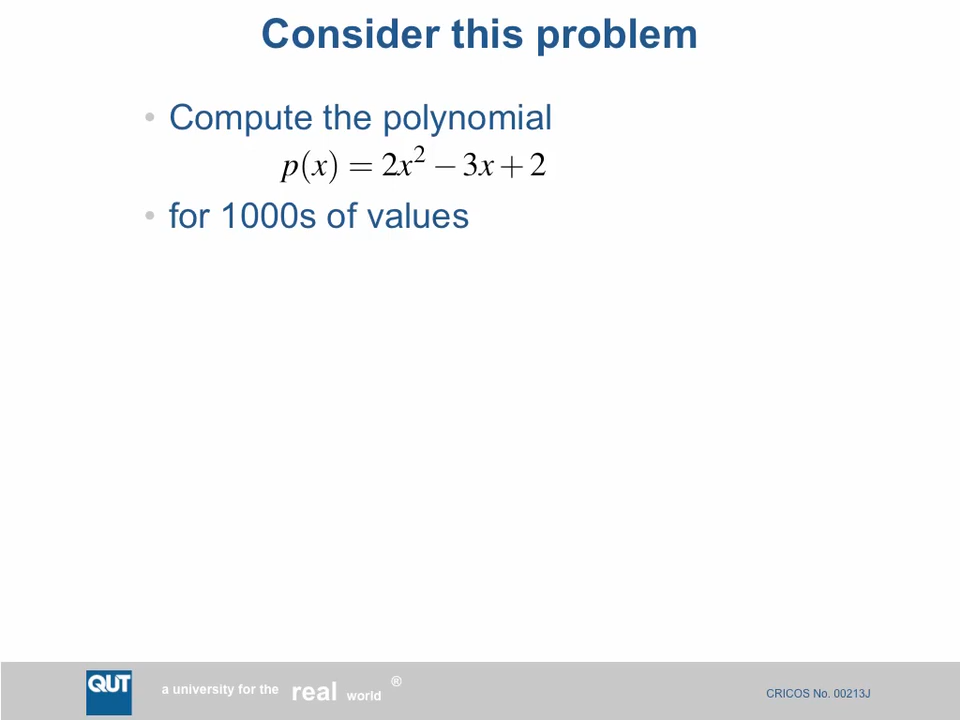 Consider this problem
• Compute the polynomial
p(x) = 2x² − 3x + 2
• for 1000s of values
QUT a university for the real world ® CRICOS No. 00213J